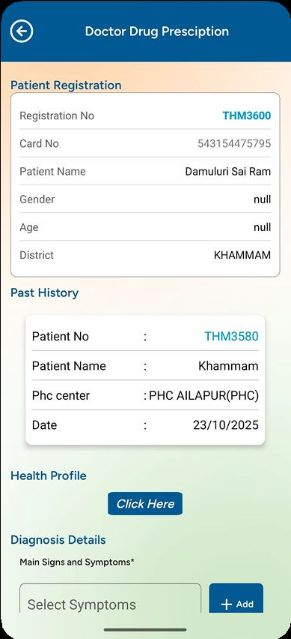 Doctor Drug Presciption
Patient Registration
Registration No THM3600
Card No 543154475795
Patient Name Damuluri Sai Ram
Gender null
Age null
District KHAMMAM
Past History
Patient No : THM3580
Patient Name : Khammam
Phc center : PHC AILAPUR(PHC)
Date : 23/10/2025
Health Profile
Click Here
Diagnosis Details
Main Signs and Symptoms*
Select Symptoms
+ Add